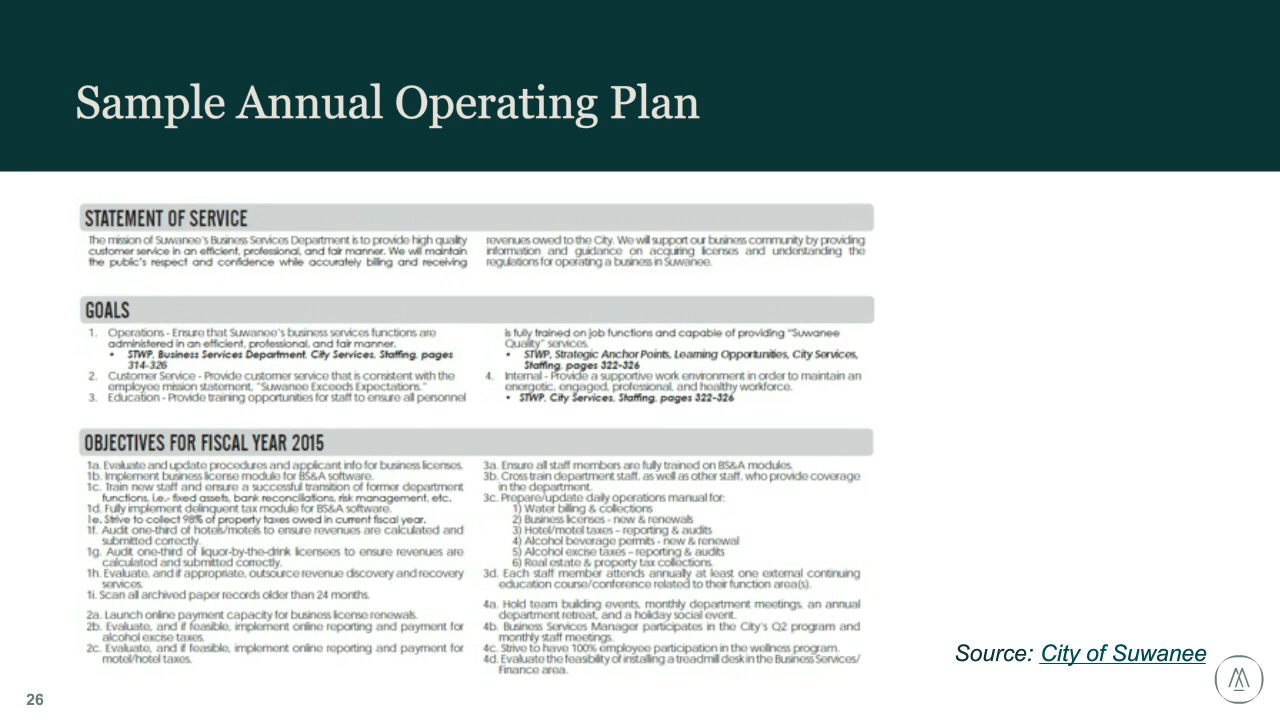 Sample Annual Operating Plan
STATEMENT OF SERVICE
The mission of Suwanee's Business Services Department is to provide high quality
customer service in an efficient, professional, and fair manner. We will maintain
the public's respect and confidence while accurately billing and receiving
revenues owed to the City. We will support our business community by providing
information and guidance on acquiring licenses and understanding the
regulations for operating a business in Suwanee.
GOALS
1. Operations - Ensure that Suwanee's business services functions are
administered in an efficient, professional, and fair manner.
• STWP, Business Services Department, City Services, Staffing, pages
314-326
2. Customer Service - Provide customer service that is consistent with the
employee mission statement, "Suwanee Exceeds Expectations."
3. Education - Provide training opportunities for staff to ensure all personnel
is fully trained on job functions and capable of providing "Suwanee
Quality" services.
• STWP, Strategic Anchor Points, Learning Opportunities, City Services,
Staffing, pages 322-326
4. Internal - Provide a supportive work environment in order to maintain an
energetic, engaged, professional, and healthy workforce.
• STWP, City Services, Staffing, pages 322-326
OBJECTIVES FOR FISCAL YEAR 2015
1a. Evaluate and update procedures and applicant info for business licenses.
1b. Implement business license module for BS&A software.
1c. Train new staff and ensure a successful transition of former department
functions, i.e.- fixed assets, bank reconciliations, risk management, etc.
1d. Fully implement delinquent tax module for BS&A software.
1e. Strive to collect 98% of property taxes owed in current fiscal year.
1f. Audit one-third of hotels/motels to ensure revenues are calculated and
submitted correctly.
1g. Audit one-third of liquor-by-the-drink licensees to ensure revenues are
calculated and submitted correctly.
1h. Evaluate, and if appropriate, outsource revenue discovery and recovery
services.
1i. Scan all archived paper records older than 24 months.
2a. Launch online payment capacity for business license renewals.
2b. Evaluate, and if feasible, implement online reporting and payment for
alcohol excise taxes.
2c. Evaluate, and if feasible, implement online reporting and payment for
motel/hotel taxes.
3a. Ensure all staff members are fully trained on BS&A modules.
3b. Cross train department staff, as well as other staff, who provide coverage
in the department.
3c. Prepare/update daily operations manual for:
1) Water billing & collections
2) Business licenses - new & renewals
3) Hotel/motel taxes – reporting & audits
4) Alcohol beverage permits - new & renewal
5) Alcohol excise taxes – reporting & audits
6) Real estate & property tax collections.
3d. Each staff member attends annually at least one external continuing
education course/conference related to their function area(s).
4a. Hold team building events, monthly department meetings, an annual
department retreat, and a holiday social event.
4b. Business Services Manager participates in the City's Q2 program and
monthly staff meetings.
4c. Strive to have 100% employee participation in the wellness program.
4d. Evaluate the feasibility of installing a treadmill desk in the Business Services/
Finance area.
Source: City of Suwanee
26